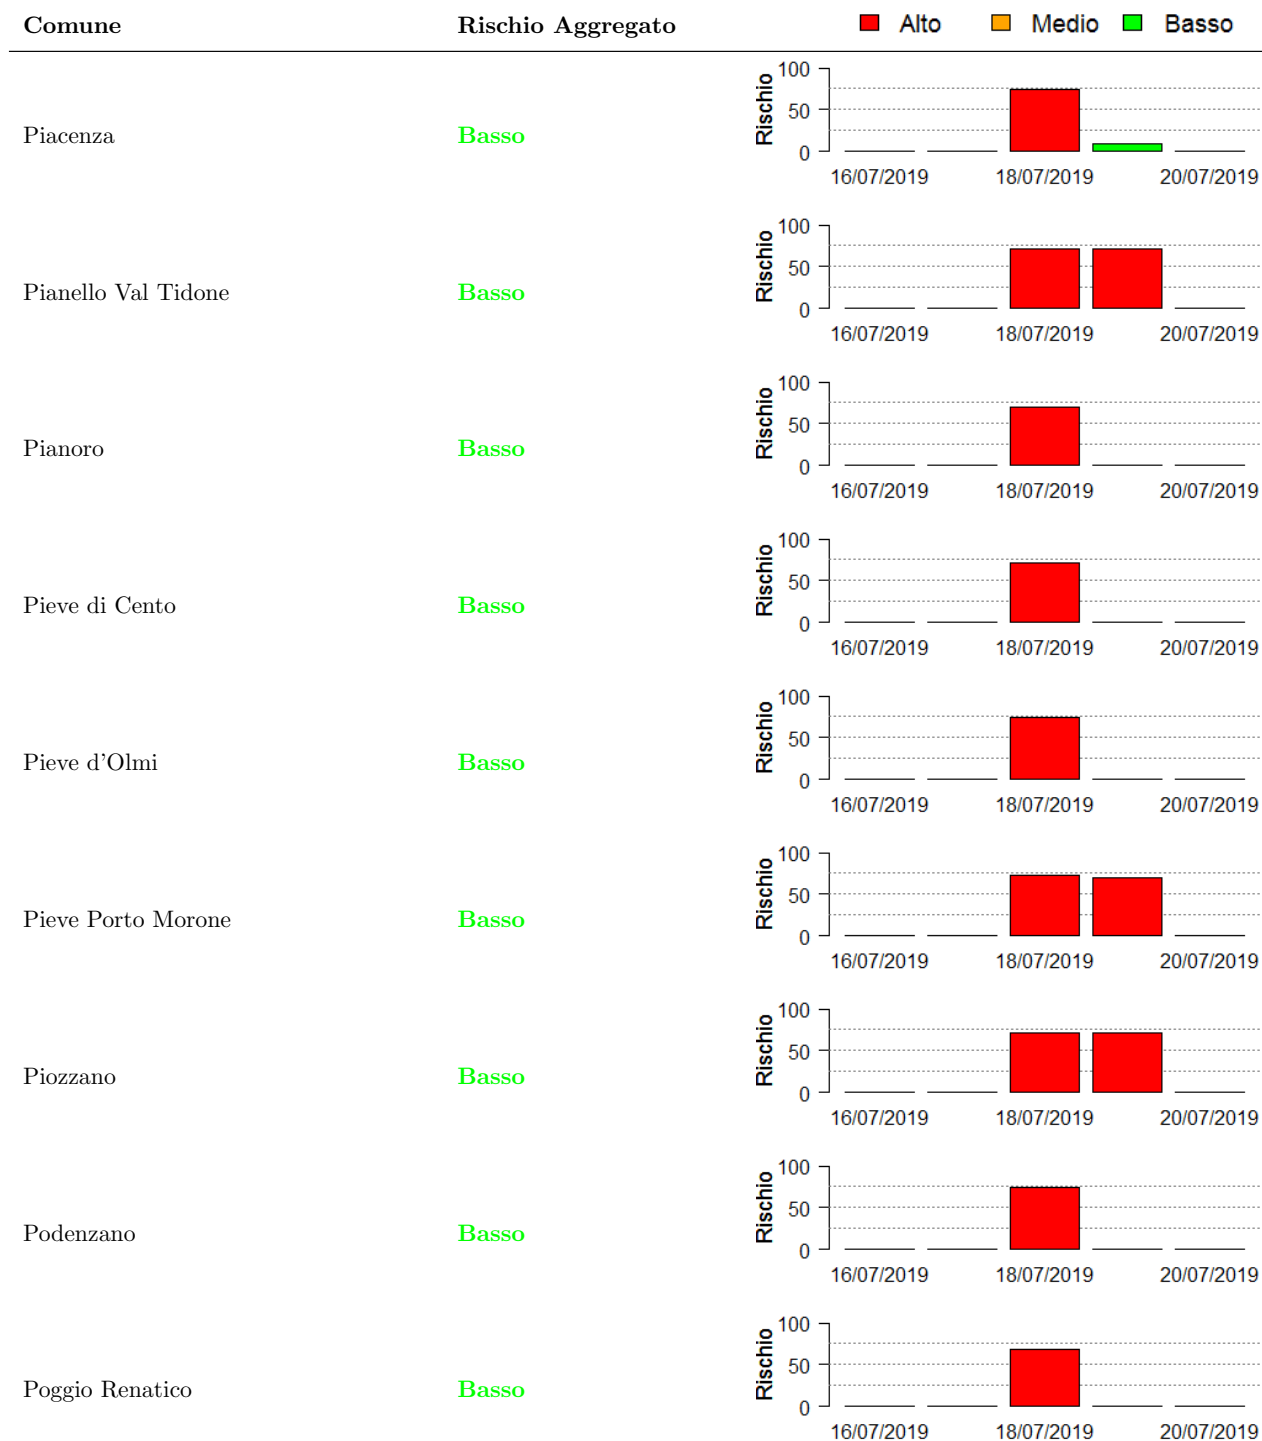 Comune Rischio Aggregato Alto Medio Basso
Piacenza Basso
Rischio
100
50
0
16/07/2019 18/07/2019 20/07/2019
Pianello Val Tidone Basso
Rischio
100
50
0
16/07/2019 18/07/2019 20/07/2019
Pianoro Basso
Rischio
100
50
0
16/07/2019 18/07/2019 20/07/2019
Pieve di Cento Basso
Rischio
100
50
0
16/07/2019 18/07/2019 20/07/2019
Pieve d'Olmi Basso
Rischio
100
50
0
16/07/2019 18/07/2019 20/07/2019
Pieve Porto Morone Basso
Rischio
100
50
0
16/07/2019 18/07/2019 20/07/2019
Piozzano Basso
Rischio
100
50
0
16/07/2019 18/07/2019 20/07/2019
Podenzano Basso
Rischio
100
50
0
16/07/2019 18/07/2019 20/07/2019
Poggio Renatico Basso
Rischio
100
50
0
16/07/2019 18/07/2019 20/07/2019